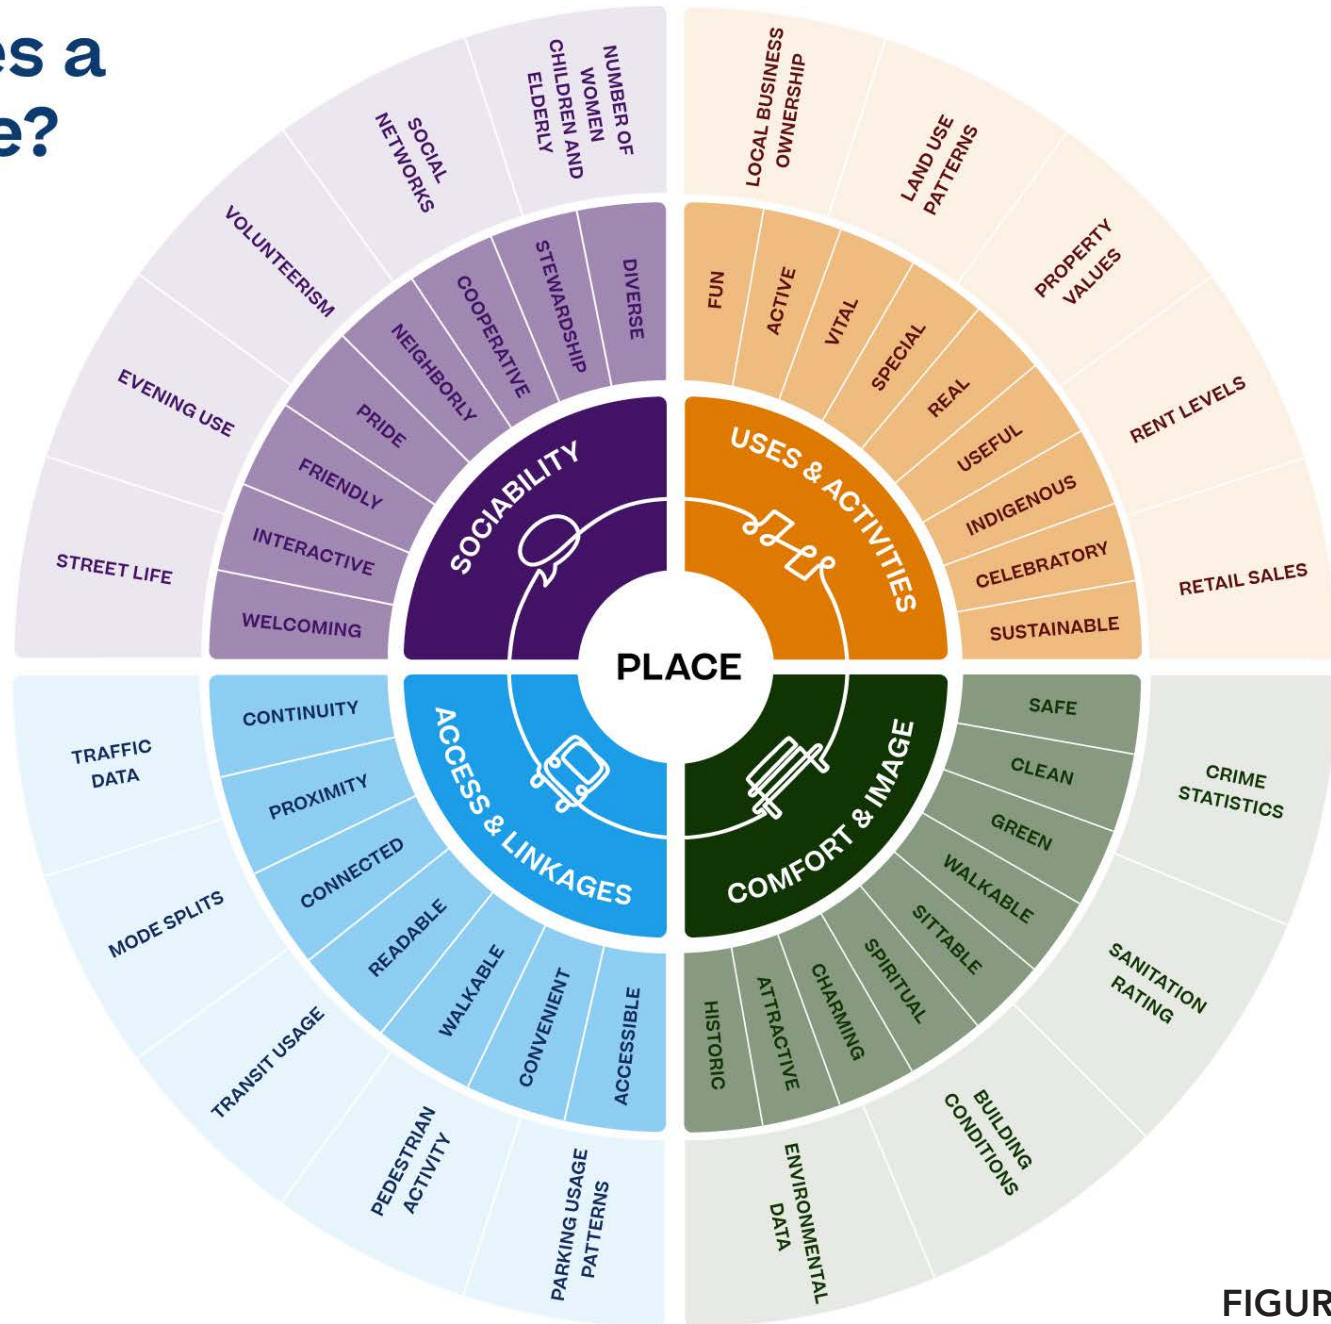 es a
e?
NUMBER OF
WOMEN
CHILDREN AND
ELDERLY
SOCIAL
NETWORKS
VOLUNTEERISM
EVENING USE
STREET LIFE
DIVERSE
STEWARDSHIP
COOPERATIVE
NEIGHBORLY
PRIDE
FRIENDLY
INTERACTIVE
WELCOMING
SOCIABILITY
LOCAL BUSINESS
OWNERSHIP
LAND USE
PATTERNS
PROPERTY
VALUES
RENT LEVELS
RETAIL SALES
FUN
ACTIVE
VITAL
SPECIAL
REAL
USEFUL
INDIGENOUS
CELEBRATORY
SUSTAINABLE
USES & ACTIVITIES
PLACE
ACCESS & LINKAGES
CONTINUITY
PROXIMITY
CONNECTED
READABLE
WALKABLE
CONVENIENT
ACCESSIBLE
TRAFFIC
DATA
MODE SPLITS
TRANSIT USAGE
PEDESTRIAN
ACTIVITY
PARKING USAGE
PATTERNS
COMFORT & IMAGE
SAFE
CLEAN
GREEN
WALKABLE
SITTABLE
SPIRITUAL
CHARMING
ATTRACTIVE
HISTORIC
CRIME
STATISTICS
SANITATION
RATING
BUILDING
CONDITIONS
ENVIRONMENTAL
DATA
FIGUR